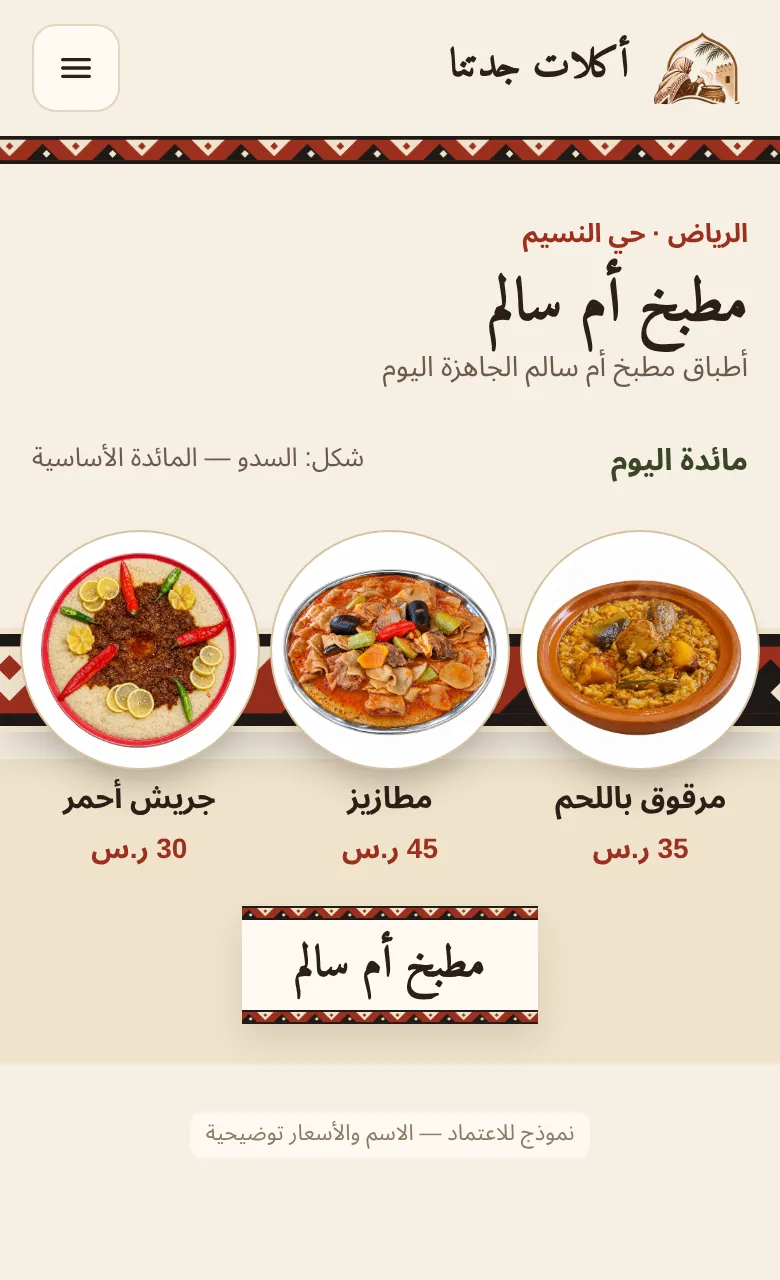 أكلات جدتنا
الرياض · حي النسيم
مطبخ أم سالم
أطباق مطبخ أم سالم الجاهزة اليوم
مائدة اليوم
شكل: السدو — المائدة الأساسية
مرقوق باللحم
35 ر.س
مطازيز
45 ر.س
جريش أحمر
30 ر.س
مطبخ أم سالم
نموذج للاعتماد — الاسم والأسعار توضيحية